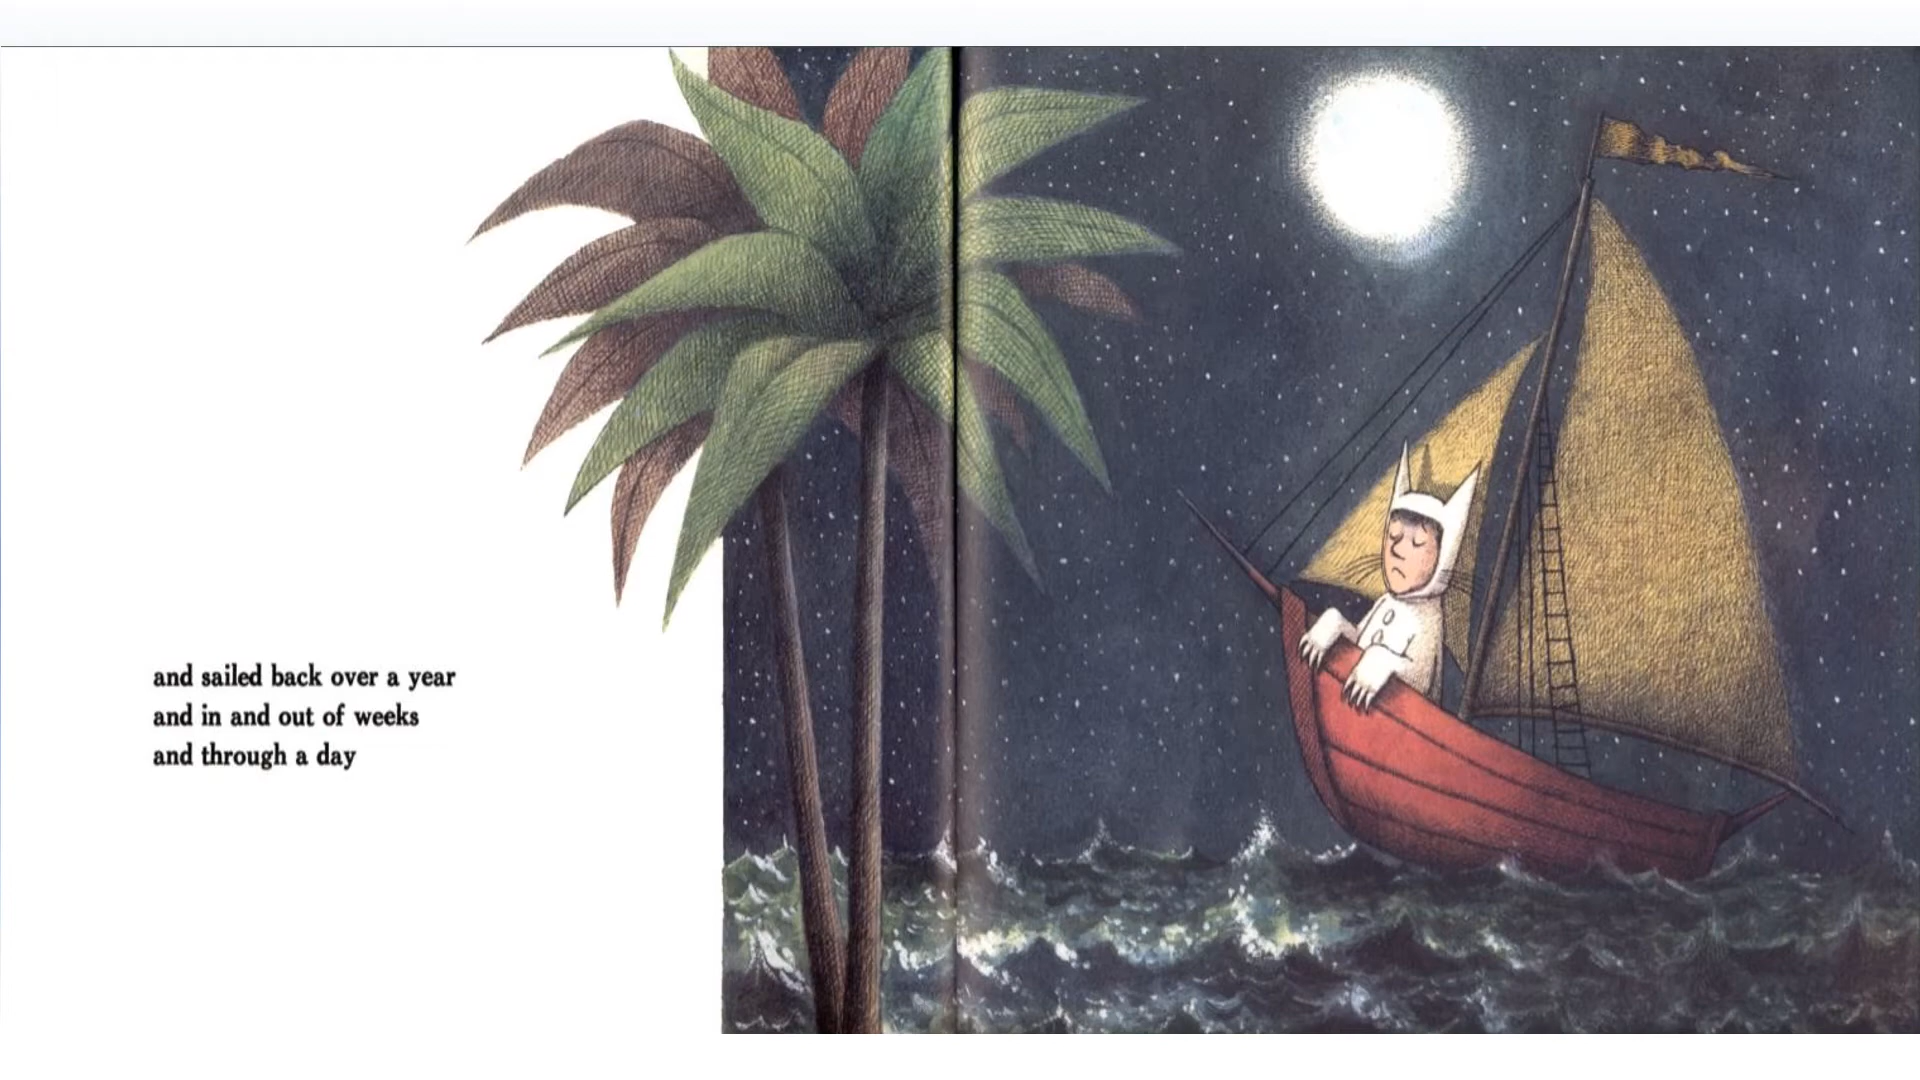 and sailed back over a year
and in and out of weeks
and through a day